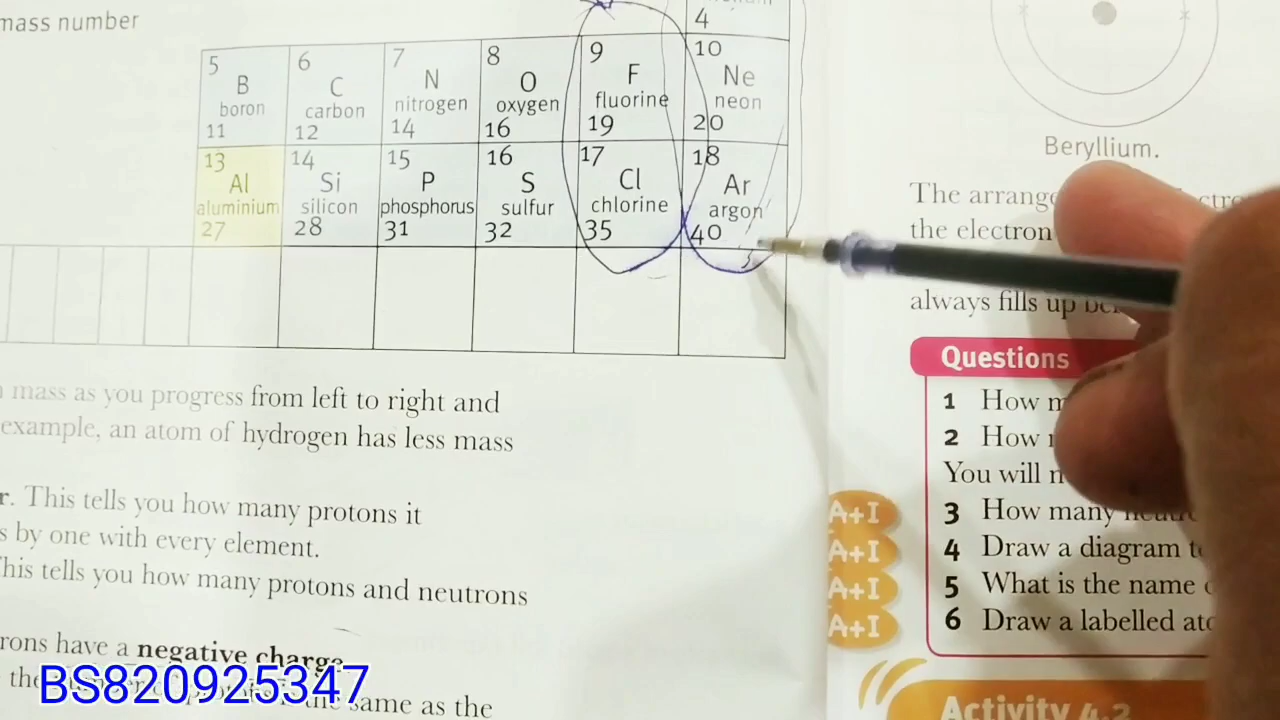 mass number
4
5 6 7 8 9 10
B C N O F Ne
boron carbon nitrogen oxygen fluorine neon
11 12 14 16 19 20
13 14 15 16 17 18
Al Si P S Cl Ar
aluminium silicon phosphorus sulfur chlorine argon
27 28 31 32 35 40
mass as you progress from left to right and
example, an atom of hydrogen has less mass
This tells you how many protons it
by one with every element.
This tells you how many protons and neutrons
have a negative charge
the same as the
BS820925347
Beryllium.
The
the electron
always fills up
Questions
1 How
2 How
You will
A+I 3 How many
A+I 4 Draw a diagram
A+I 5 What is the name
A+I 6 Draw a labelled
Activity 4.2